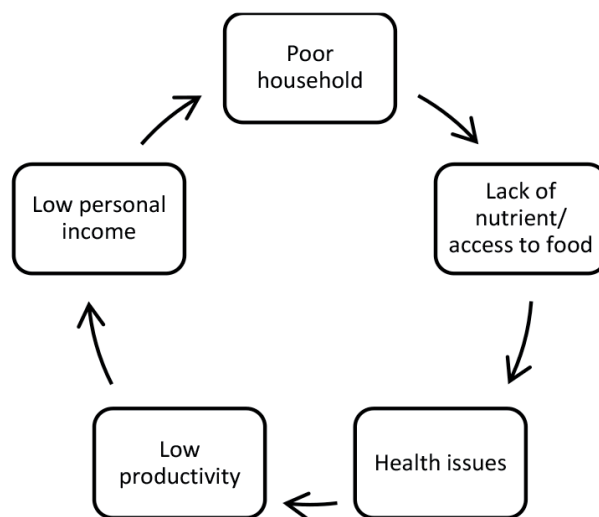 Poor
household
Lack of
nutrient/
access to food
Health issues
Low
productivity
Low personal
income